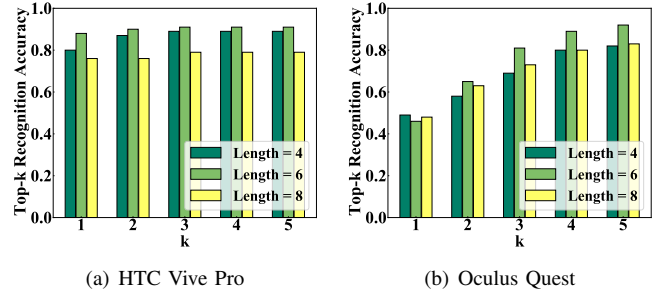 Top-k Recognition Accuracy
1.0
0.8
0.6
0.4
0.2
0.0
Length = 4
Length = 6
Length = 8
1 2 3 4 5
k
(a) HTC Vive Pro
Top-k Recognition Accuracy
1.0
0.8
0.6
0.4
0.2
0.0
Length = 4
Length = 6
Length = 8
1 2 3 4 5
k
(b) Oculus Quest